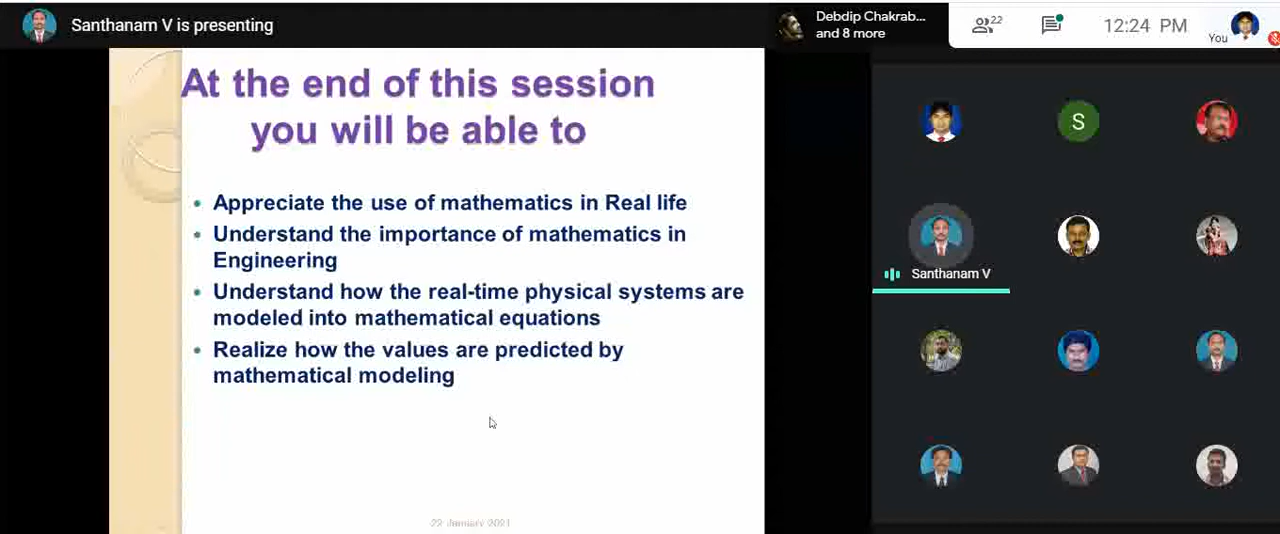 Santhanam V is presenting
Debdip Chakrab...
and 8 more
22
12:24 PM
You
At the end of this session
you will be able to
• Appreciate the use of mathematics in Real life
• Understand the importance of mathematics in
Engineering
• Understand how the real-time physical systems are
modeled into mathematical equations
• Realize how the values are predicted by
mathematical modeling
22 January 2021
S
Santhanam V